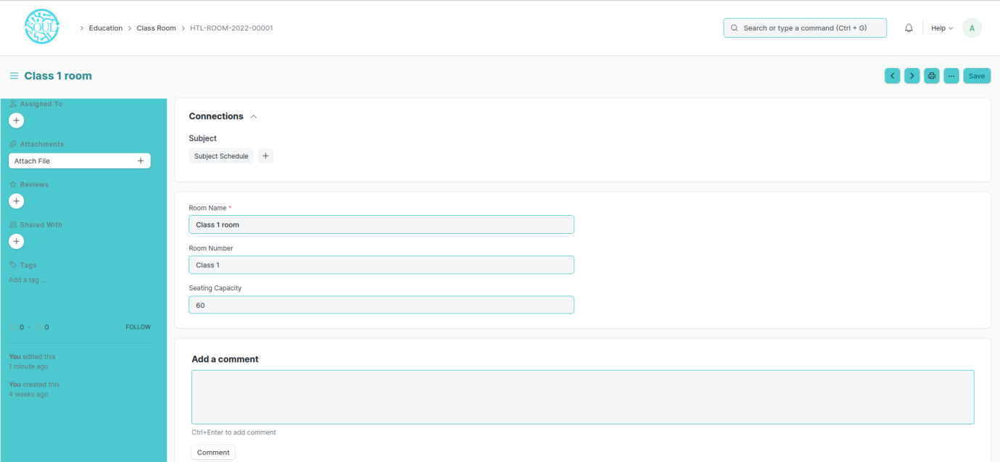 SOUL
Education Class Room HTL-ROOM-2022-00001
Search or type a command (Ctrl + G)
Help
A
Class 1 room
Save
Assigned To
Attachments
Attach File
Reviews
Shared With
Tags
Add a tag ...
0 · 0 FOLLOW
You edited this
1 minute ago
You created this
4 weeks ago
Connections
Subject
Subject Schedule
Room Name *
Class 1 room
Room Number
Class 1
Seating Capacity
60
Add a comment
Ctrl+Enter to add comment
Comment